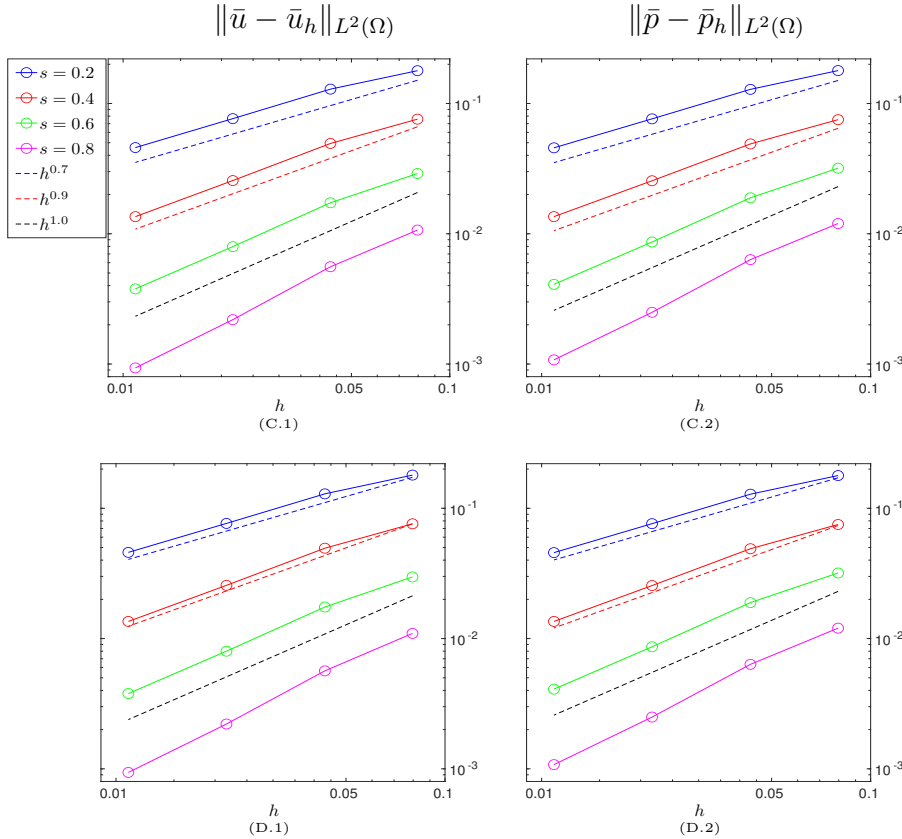 ‖ū − ū_h‖_{L²(Ω)} ‖p̄ − p̄_h‖_{L²(Ω)}
s = 0.2
s = 0.4
s = 0.6
s = 0.8
h^{0.7}
h^{0.9}
h^{1.0}
10^{-1}
10^{-2}
10^{-3}
0.01 0.05 0.1
h
(C.1)
10^{-1}
10^{-2}
10^{-3}
0.01 0.05 0.1
h
(C.2)
10^{-1}
10^{-2}
10^{-3}
0.01 0.05 0.1
h
(D.1)
10^{-1}
10^{-2}
10^{-3}
0.01 0.05 0.1
h
(D.2)